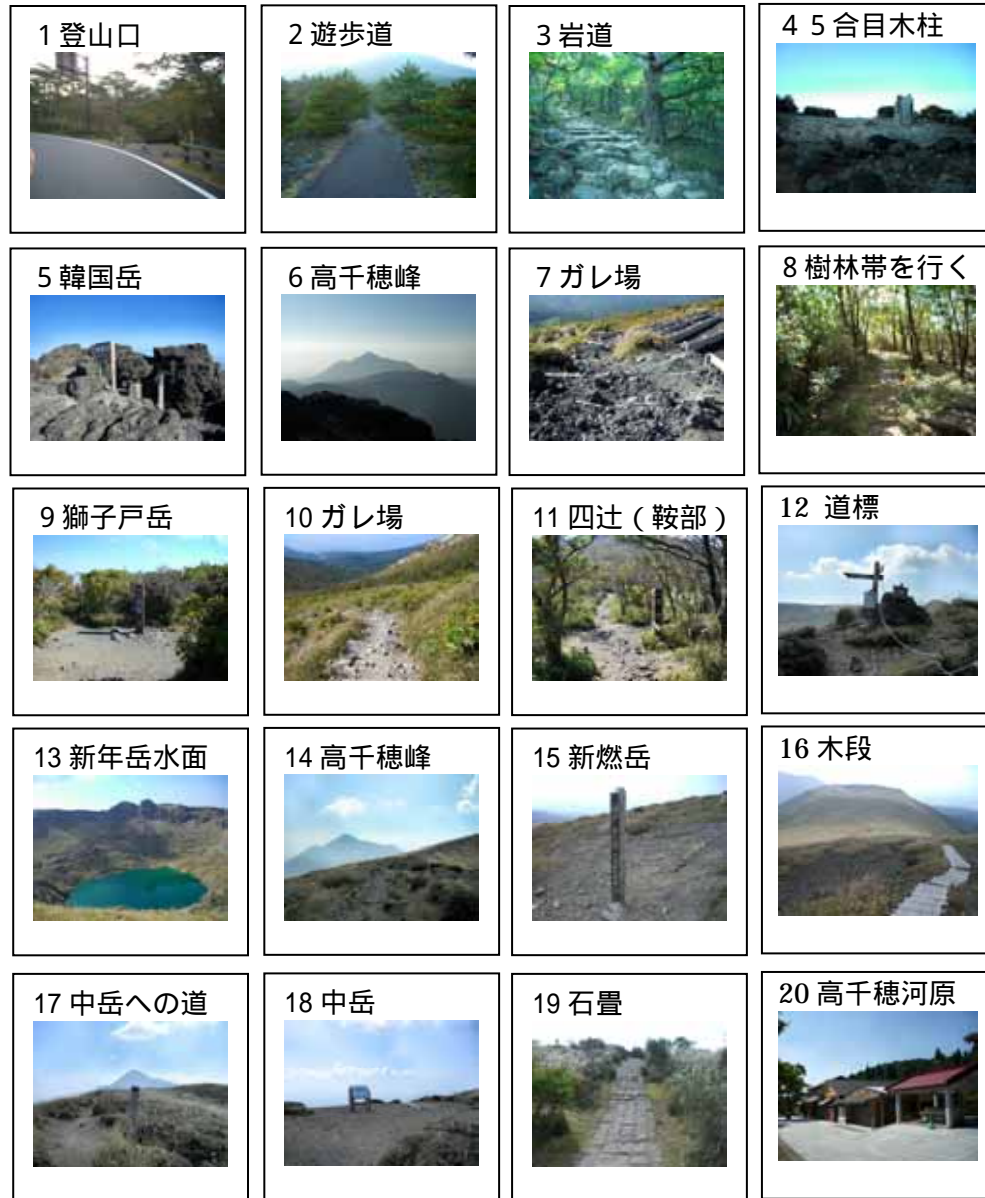 1 登山口
2 遊歩道
3 岩道
4 5合目木柱
5 韓国岳
6 高千穂峰
7 ガレ場
8 樹林帯を行く
9 獅子戸岳
10 ガレ場
11 四辻（鞍部）
12 道標
13 新年岳水面
14 高千穂峰
15 新燃岳
16 木段
17 中岳への道
18 中岳
19 石畳
20 高千穂河原